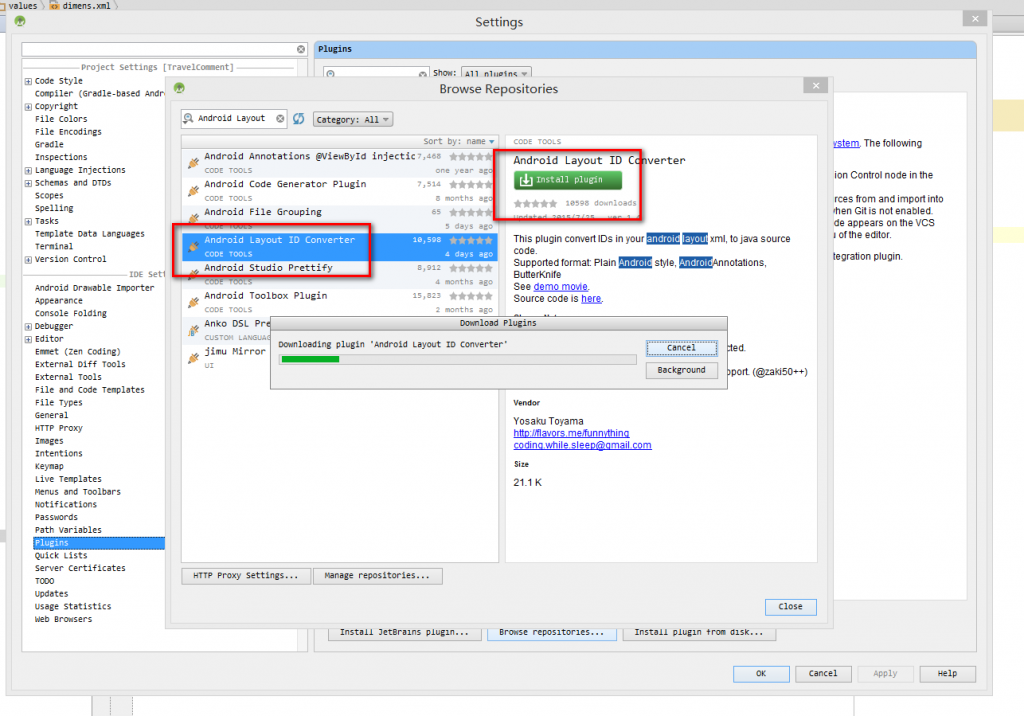 values dimens.xml
Settings
Plugins
Show: All plugins
Project Settings [TravelComment]
Code Style
Compiler (Gradle-based Andr
Copyright
File Colors
File Encodings
Gradle
Inspections
Language Injections
Schemas and DTDs
Scopes
Spelling
Tasks
Template Data Languages
Terminal
Version Control
IDE Set
Android Drawable Importer
Appearance
Console Folding
Debugger
Editor
Emmet (Zen Coding)
External Diff Tools
External Tools
File and Code Templates
File Types
General
HTTP Proxy
Images
Intentions
Keymap
Live Templates
Menus and Toolbars
Notifications
Passwords
Path Variables
Plugins
Quick Lists
Server Certificates
TODO
Updates
Usage Statistics
Web Browsers
Browse Repositories
Android Layout
Category: All
Sort by: name
Android Annotations @ViewById injectic 7,468
CODE TOOLS one year ago
Android Code Generator Plugin 7,514
CODE TOOLS 8 months ago
Android File Grouping 65
CODE TOOLS 5 days ago
Android Layout ID Converter 10,598
CODE TOOLS 4 days ago
Android Studio Prettify 8,912
CODE TOOLS 4 months ago
Android Toolbox Plugin 15,823
CODE TOOLS 2 months ago
Anko DSL Pre
CUSTOM LANGUAG
jimu Mirror
UI
CODE TOOLS
Android Layout ID Converter
Install plugin
10598 downloads
Updated 2015/7/25 ver 1
This plugin convert IDs in your android layout xml, to java source
code.
Supported format: Plain Android style, AndroidAnnotations,
ButterKnife
See demo movie.
Source code is here.
cted.
pport. (@zaki50++)
Vendor
Yosaku Toyama
http://flavors.me/funnything
coding.while.sleep@gmail.com
Size
21.1 K
Download Plugins
Downloading plugin 'Android Layout ID Converter'
Cancel
Background
HTTP Proxy Settings...
Manage repositories...
Close
ystem. The following
ion Control node in the
rces from and import into
hen Git is not enabled.
de appears on the VCS
u of the editor.
tegration plugin.
Install JetBrains plugin...
Browse repositories...
Install plugin from disk...
OK
Cancel
Apply
Help